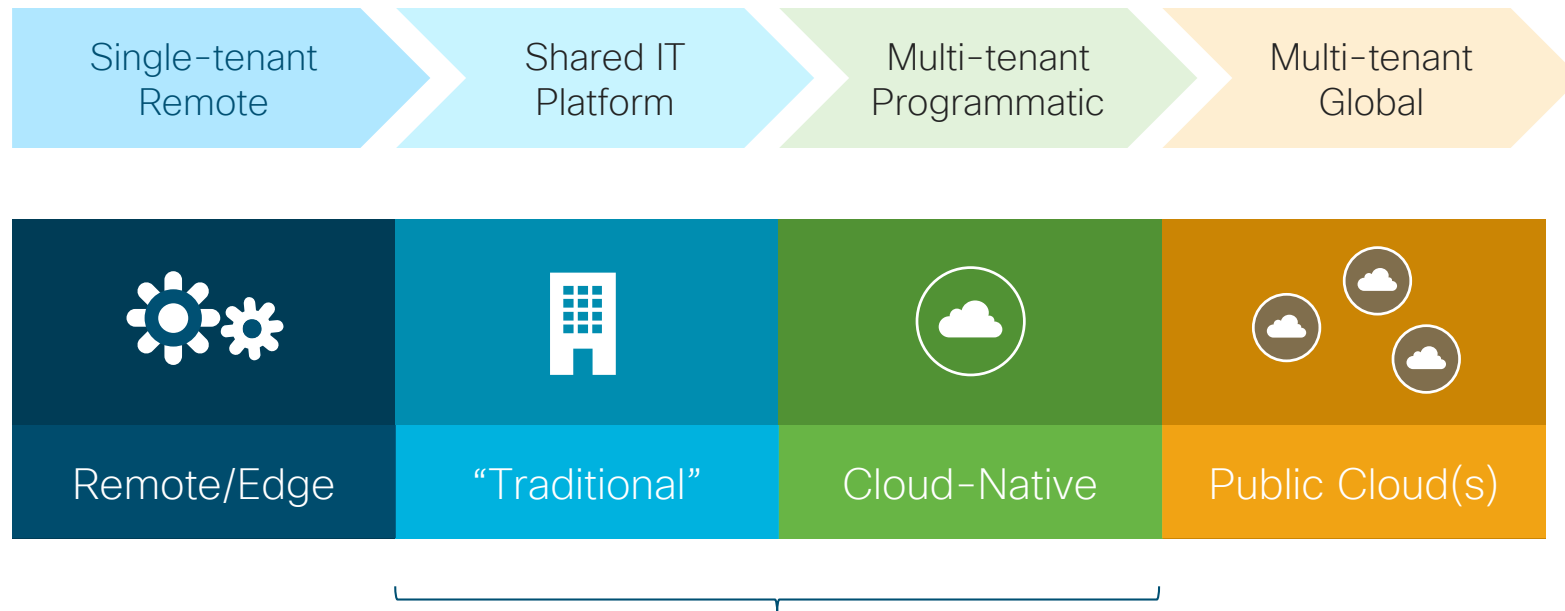 Single-tenant
Remote
Shared IT
Platform
Multi-tenant
Programmatic
Multi-tenant
Global
Remote/Edge
“Traditional”
Cloud-Native
Public Cloud(s)